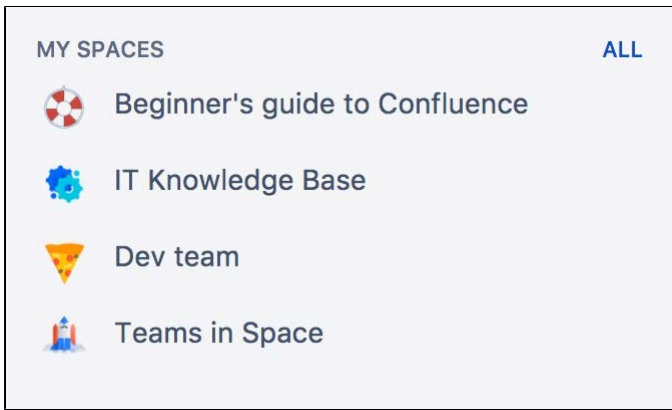 MY SPACES ALL
Beginner's guide to Confluence
IT Knowledge Base
Dev team
Teams in Space